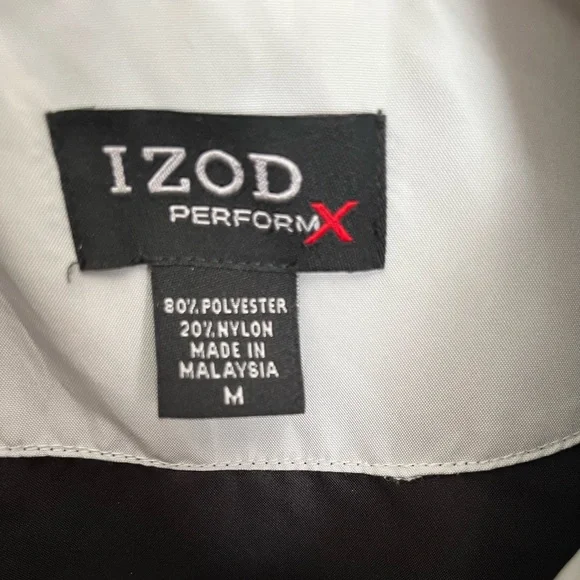 IZOD
PERFORMX
80% POLYESTER
20% NYLON
MADE IN
MALAYSIA
M